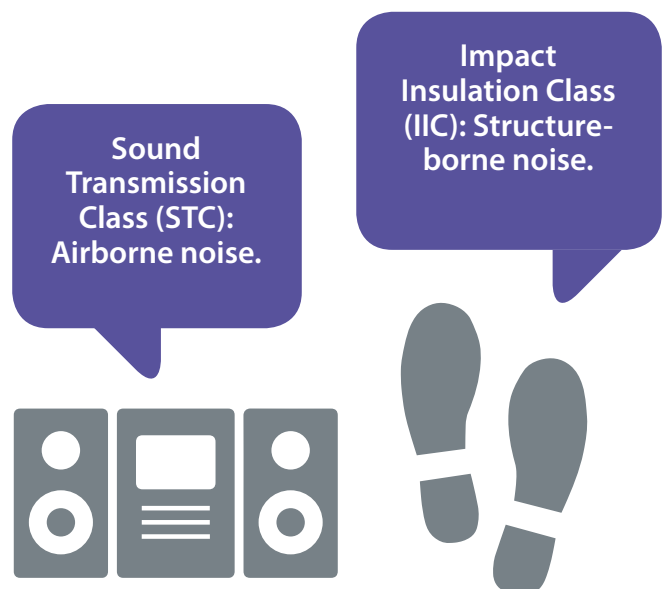 Sound
Transmission
Class (STC):
Airborne noise.
Impact
Insulation Class
(IIC): Structure-
borne noise.